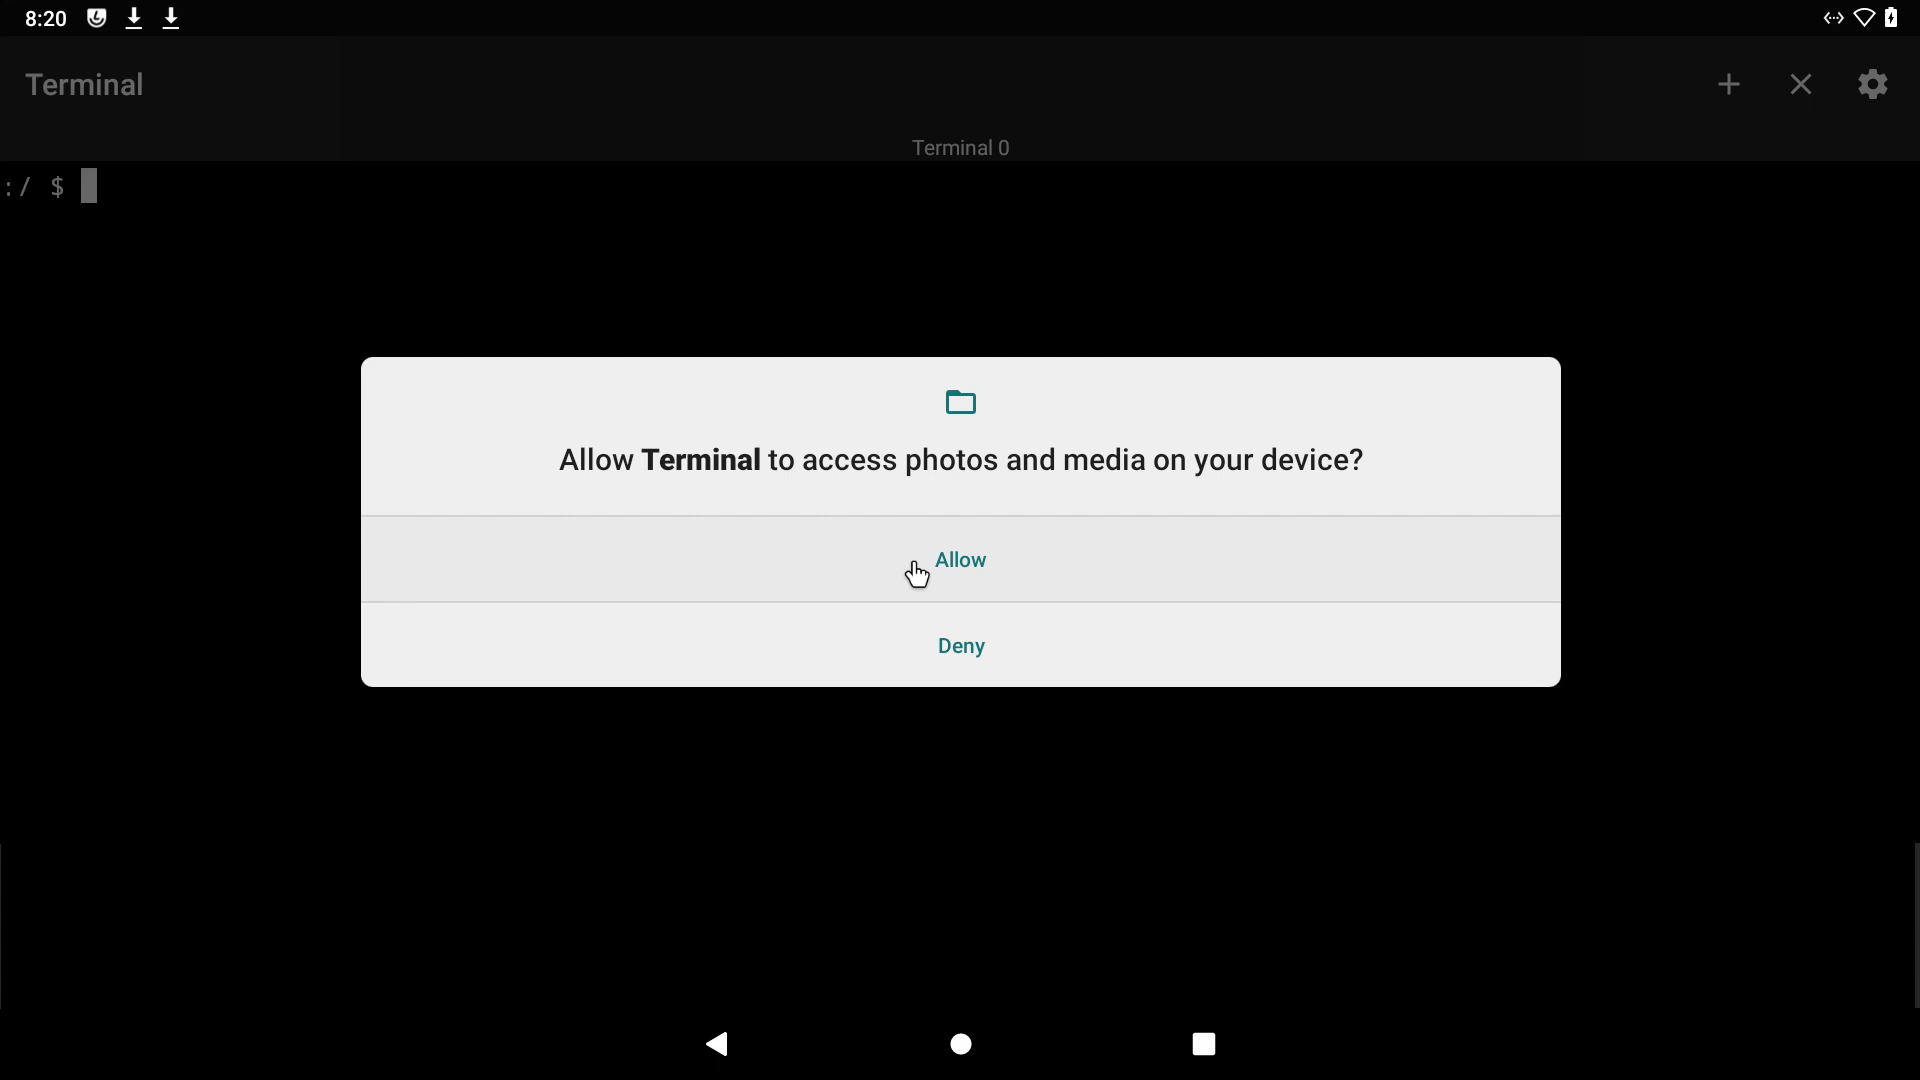 8:20
Terminal
Terminal 0
:/ $
Allow Terminal to access photos and media on your device?
Allow
Deny